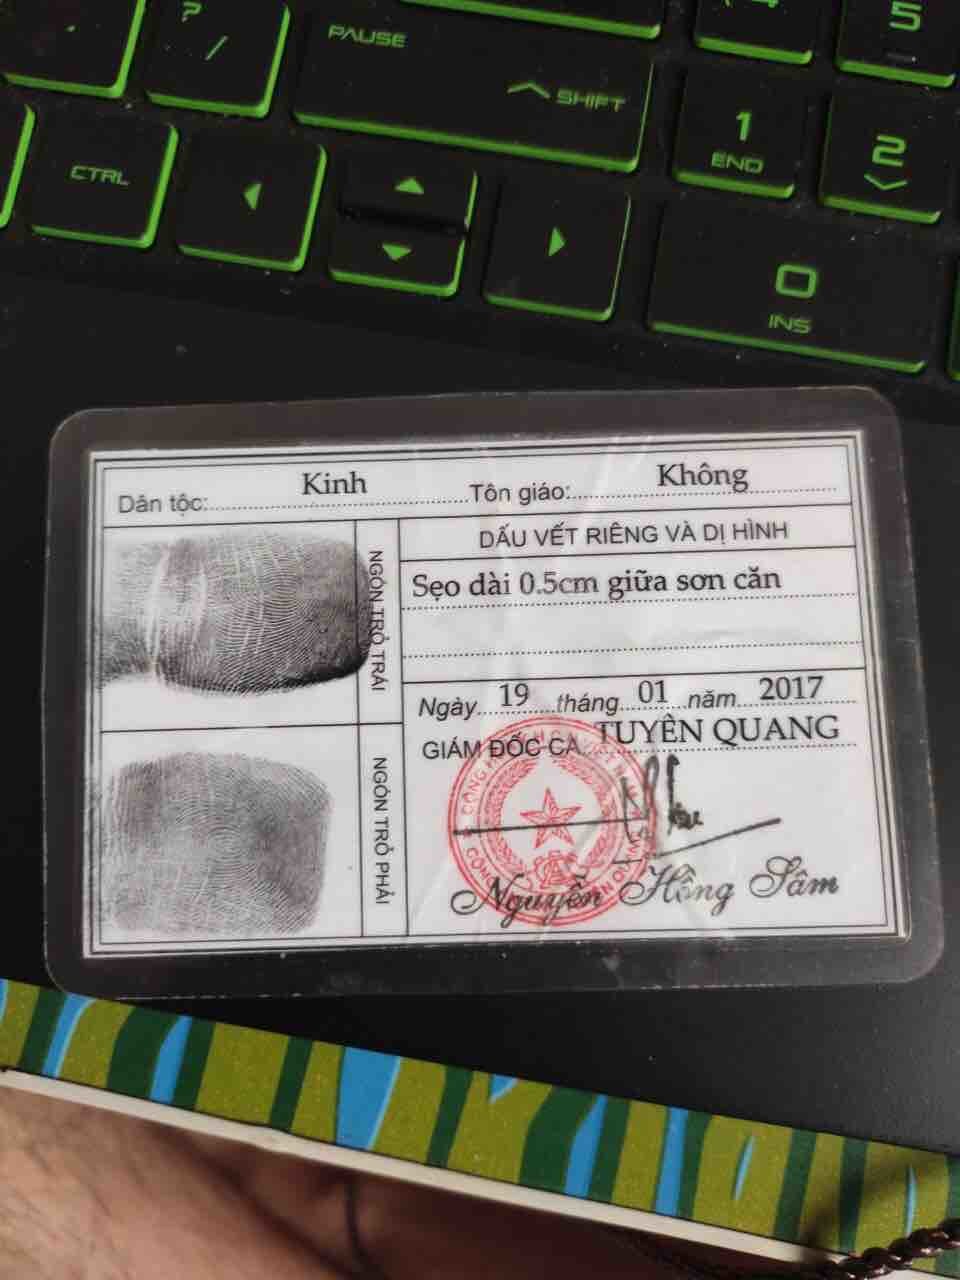 ?
/
PAUSE
SHIFT
4
5
CTRL
1
END
2
0
INS
Dân tộc: Kinh Tôn giáo: Không
NGÓN TRỎ TRÁI
DẤU VẾT RIÊNG VÀ DỊ HÌNH
Sẹo dài 0.5cm giữa sơn căn
Ngày 19 tháng 01 năm 2017
GIÁM ĐỐC CA TUYÊN QUANG
NGÓN TRỎ PHẢI
Nguyễn Hồng Sâm